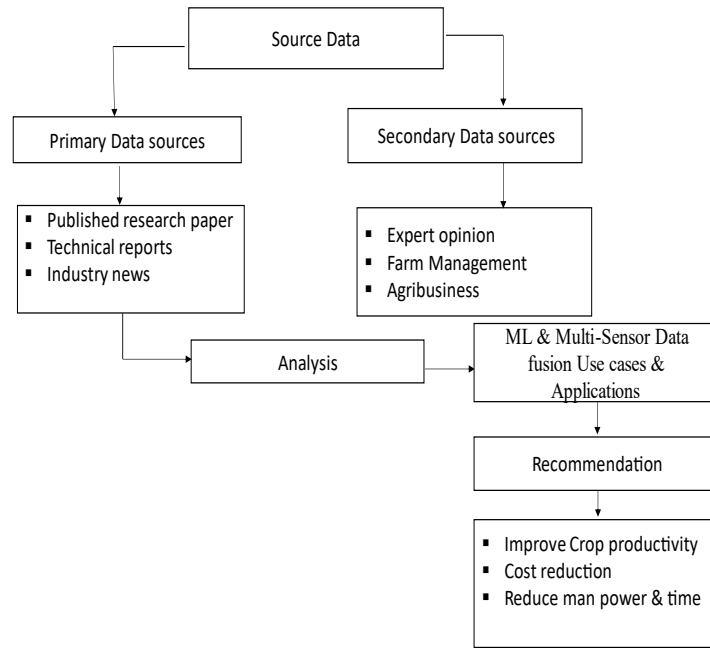 Source Data
Primary Data sources
Secondary Data sources
▪ Published research paper
▪ Technical reports
▪ Industry news
▪ Expert opinion
▪ Farm Management
▪ Agribusiness
Analysis
ML & Multi-Sensor Data
fusion Use cases &
Applications
Recommendation
▪ Improve Crop productivity
▪ Cost reduction
▪ Reduce man power & time